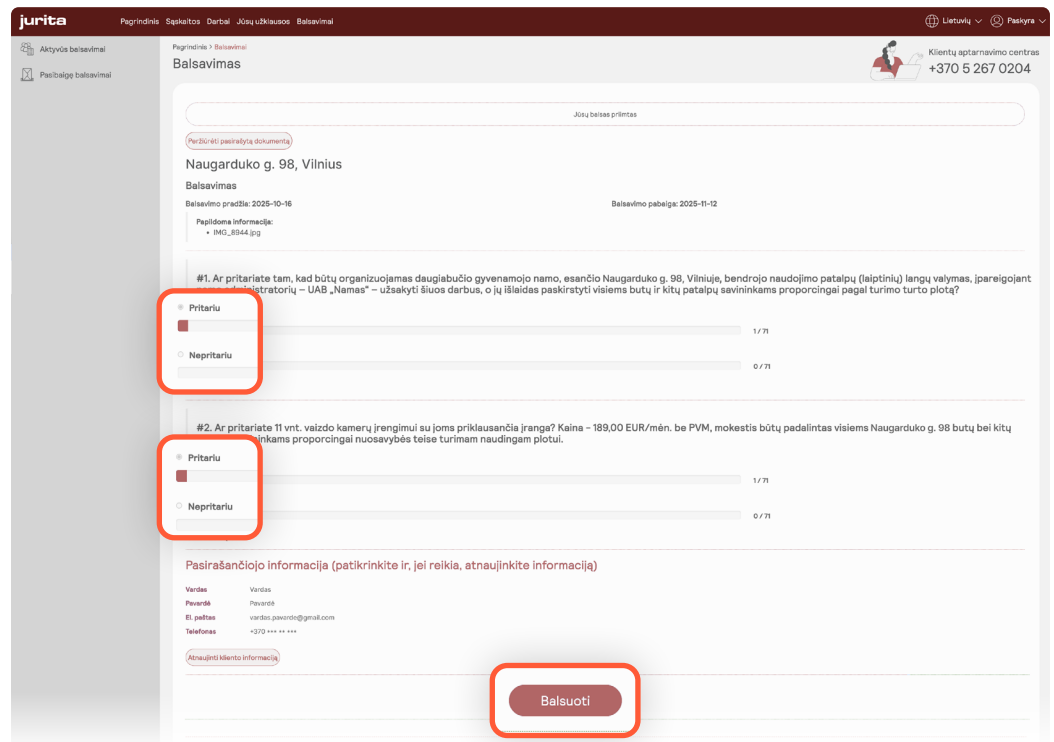 jurita
Pagrindinis Sąskaitos Darbai Jūsų užklausos Balsavimai
Lietuvių
Paskyra
Aktyvūs balsavimai
Pasibaigę balsavimai
Pagrindinis > Balsavimai
Balsavimas
Klientų aptarnavimo centras
+370 5 267 0204
Jūsų balsas priimtas
Peržiūrėti pasirašytą dokumentą
Naugarduko g. 98, Vilnius
Balsavimas
Balsavimo pradžia: 2025-10-16
Balsavimo pabaiga: 2025-11-12
Papildoma informacija:
• IMG_8944.jpg
#1. Ar pritariate tam, kad būtų organizuojamas daugiabučio gyvenamojo namo, esančio Naugarduko g. 98, Vilniuje, bendrojo naudojimo patalpų (laiptinių) langų valymas, įpareigojant
– UAB „Namas" – užsakyti šiuos darbus, o jų išlaidas paskirstyti visiems butų ir kitų patalpų savininkams proporcingai pagal turimo turto plotą?
Pritariu
1 / 71
Nepritariu
0 / 71
#2. Ar pritariate 11 vnt. vaizdo kamerų įrengimui su joms priklausančia įranga? Kaina – 189,00 EUR/mėn. be PVM, mokestis būtų padalintas visiems Naugarduko g. 98 butų bei kitų
proporcingai nuosavybės teise turimam naudingam plotui.
Pritariu
1 / 71
Nepritariu
0 / 71
Pasirašančiojo informacija (patikrinkite ir, jei reikia, atnaujinkite informaciją)
Vardas Vardas
Pavardė Pavardė
El. paštas vardas.pavarde@gmail.com
Telefonas +370 *** ** ***
Atnaujinti kliento informaciją
Balsuoti